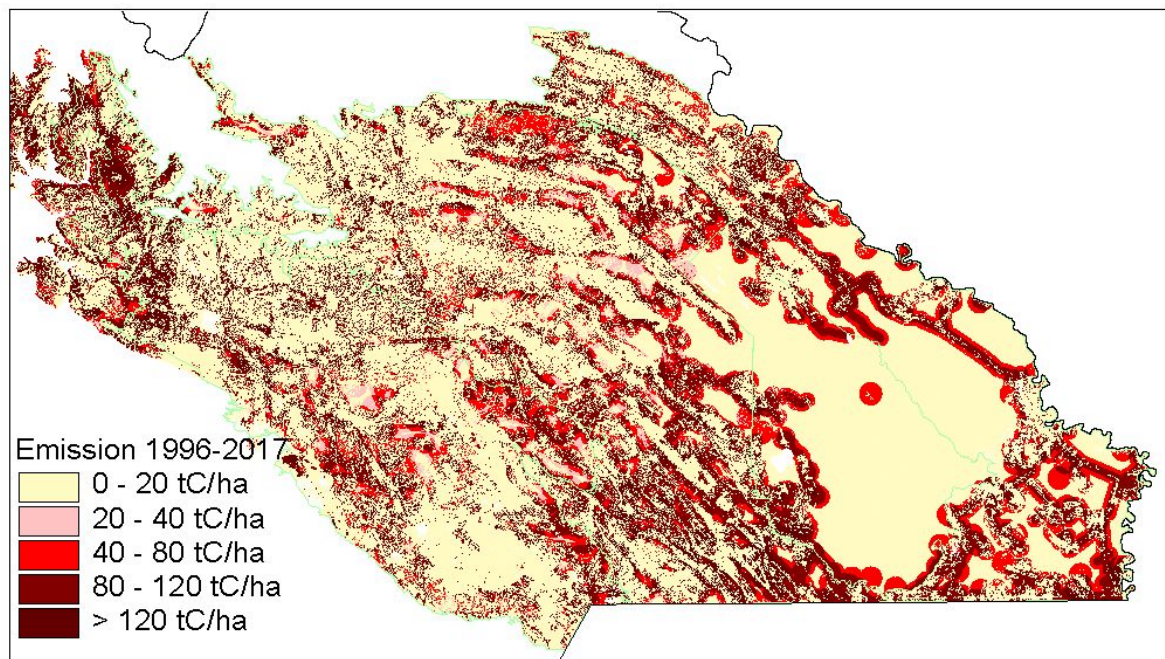 Emission 1996-2017
0 - 20 tC/ha
20 - 40 tC/ha
40 - 80 tC/ha
80 - 120 tC/ha
> 120 tC/ha